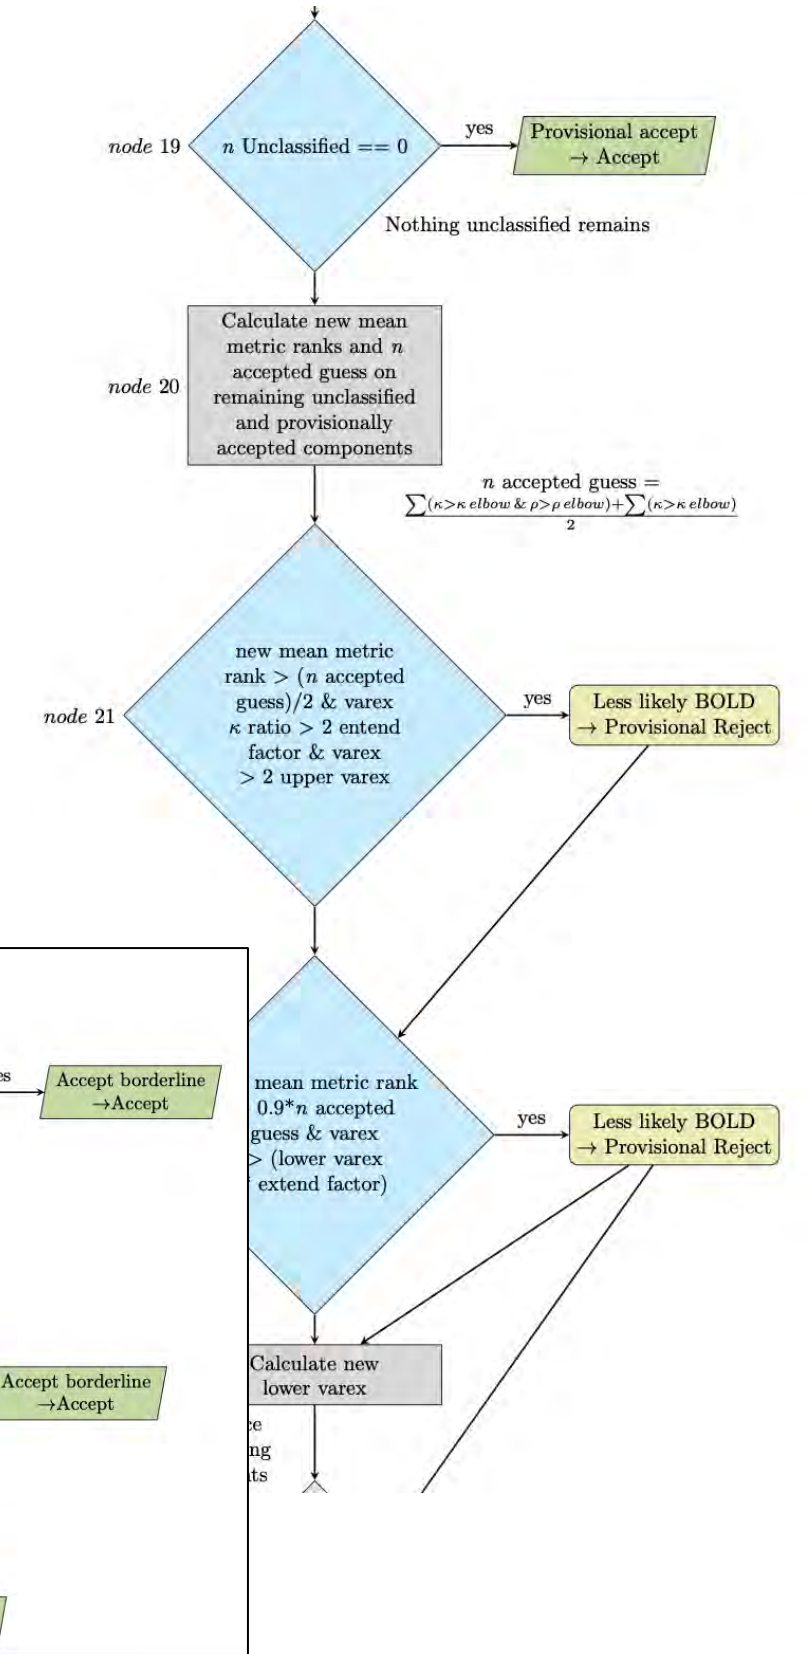 node 19
n Unclassified == 0
yes
Provisional accept
→ Accept
Nothing unclassified remains
node 20
Calculate new mean
metric ranks and n
accepted guess on
remaining unclassified
and provisionally
accepted components
n accepted guess =
∑(κ>κ elbow & ρ>ρ elbow)+∑(κ>κ elbow)
2
node 21
new mean metric
rank > (n accepted
guess)/2 & varex
κ ratio > 2 entend
factor & varex
> 2 upper varex
yes
Less likely BOLD
→ Provisional Reject
mean metric rank
0.9*n accepted
guess & varex
> (lower varex
extend factor)
yes
Less likely BOLD
→ Provisional Reject
Accept borderline
→Accept
Calculate new
lower varex
Accept borderline
→Accept